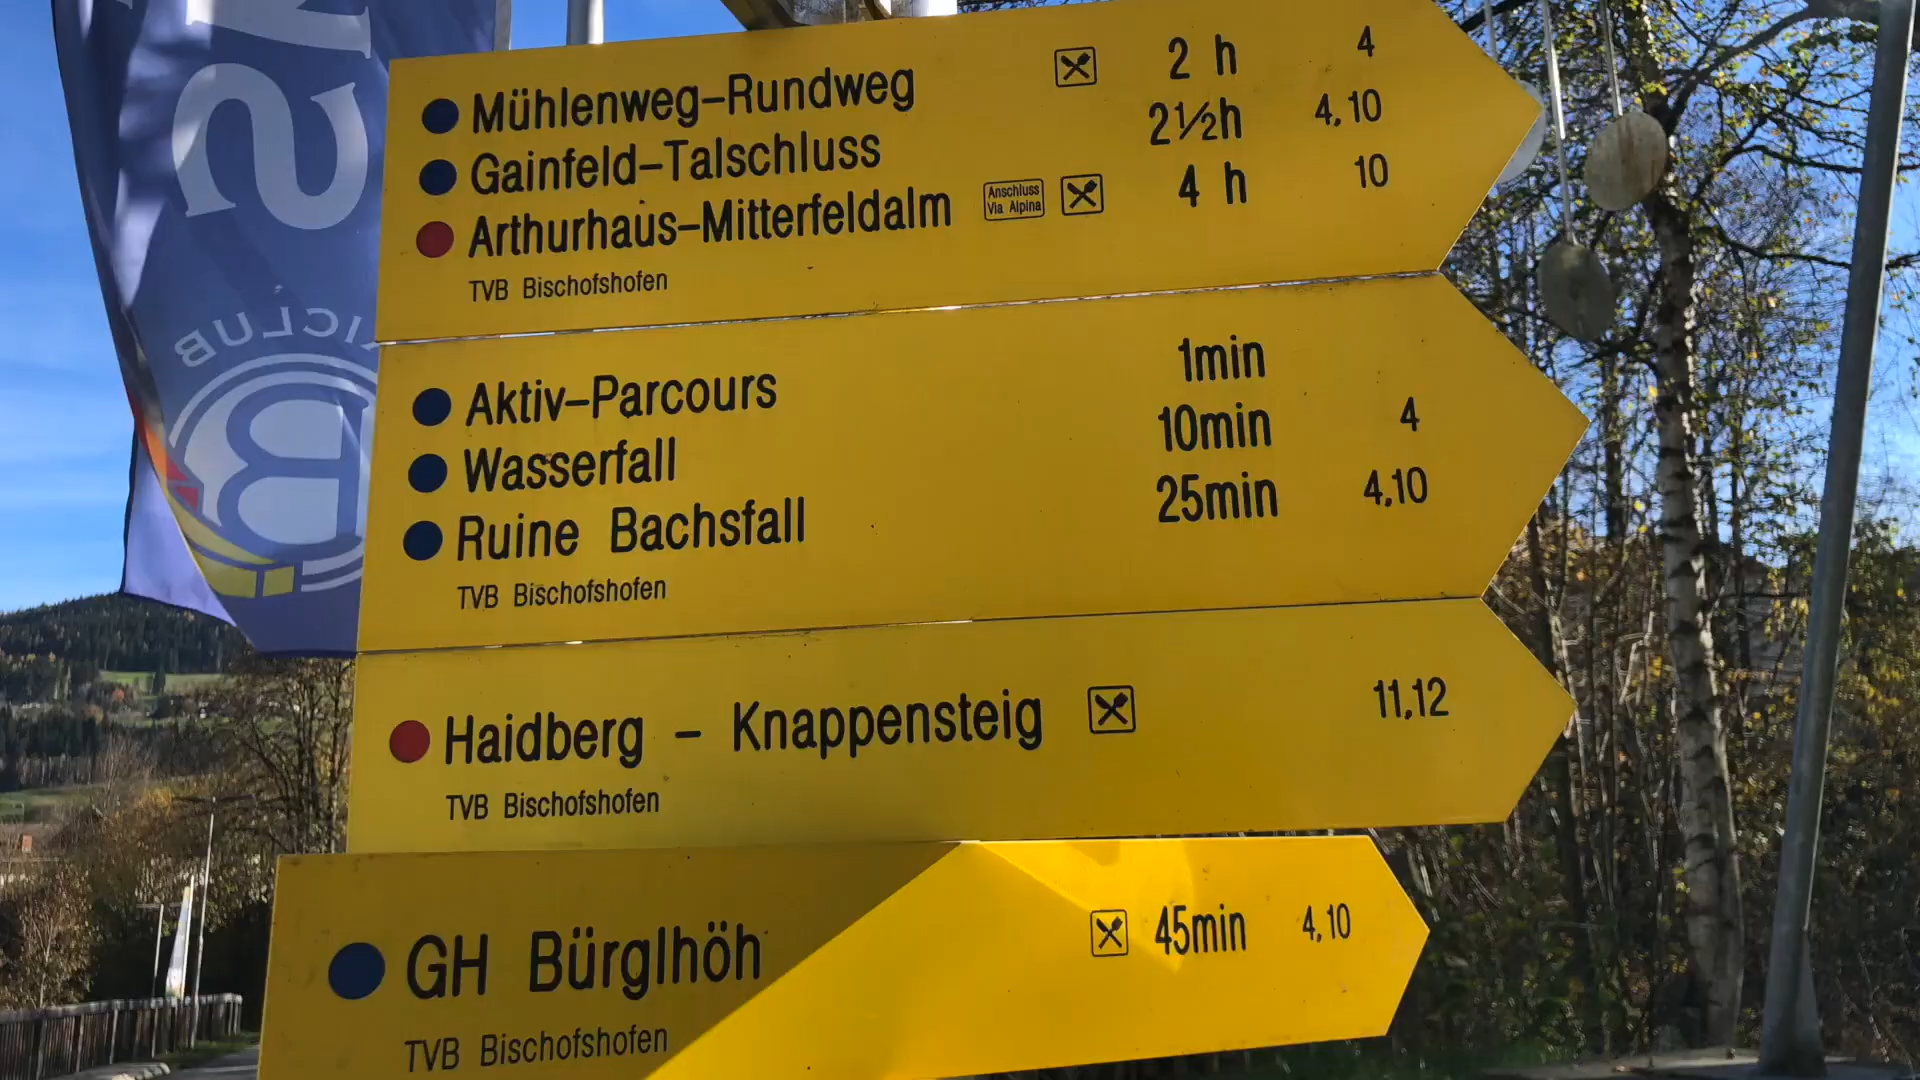 Mühlenweg-Rundweg 2 h 4
Gainfeld-Talschluss 2½h 4,10
Arthurhaus-Mitterfeldalm Anschluss Via Alpina 4 h 10
TVB Bischofshofen
Aktiv-Parcours 1min
Wasserfall 10min 4
Ruine Bachsfall 25min 4,10
TVB Bischofshofen
Haidberg - Knappensteig 11,12
TVB Bischofshofen
GH Bürglhöh 45min 4,10
TVB Bischofshofen